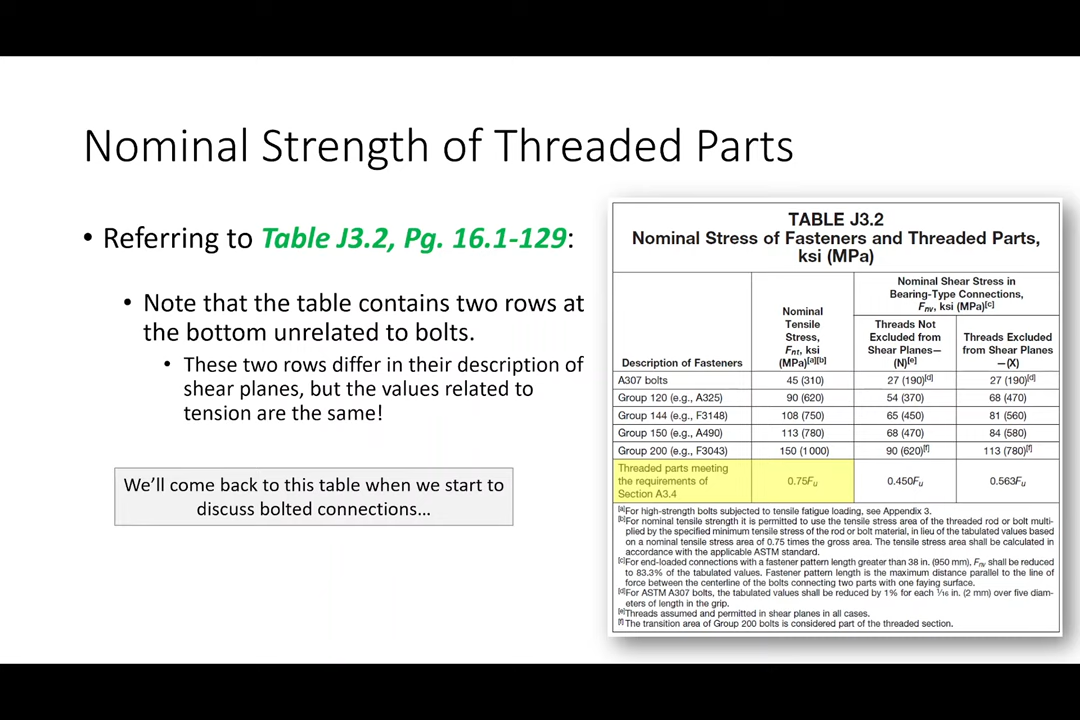 Nominal Strength of Threaded Parts
• Referring to Table J3.2, Pg. 16.1-129:
• Note that the table contains two rows at
the bottom unrelated to bolts.
• These two rows differ in their description of
shear planes, but the values related to
tension are the same!
We’ll come back to this table when we start to
discuss bolted connections…
TABLE J3.2
Nominal Stress of Fasteners and Threaded Parts,
ksi (MPa)
Description of Fasteners
Nominal
Tensile
Stress,
Fnt, ksi
(MPa)[a][b]
Nominal Shear Stress in
Bearing-Type Connections,
Fnv, ksi (MPa)[c]
Threads Not
Excluded from
Shear Planes—
(N)[e]
Threads Excluded
from Shear Planes
—(X)
A307 bolts 45 (310) 27 (190)[d] 27 (190)[d]
Group 120 (e.g., A325) 90 (620) 54 (370) 68 (470)
Group 144 (e.g., F3148) 108 (750) 65 (450) 81 (560)
Group 150 (e.g., A490) 113 (780) 68 (470) 84 (580)
Group 200 (e.g., F3043) 150 (1 000) 90 (620)[f] 113 (780)[f]
Threaded parts meeting
the requirements of
Section A3.4
0.75Fu 0.450Fu 0.563Fu
[a]For high-strength bolts subjected to tensile fatigue loading, see Appendix 3.
[b]For nominal tensile strength it is permitted to use the tensile stress area of the threaded rod or bolt multi-
plied by the specified minimum tensile stress of the rod or bolt material, in lieu of the tabulated values based
on a nominal tensile stress area of 0.75 times the gross area. The tensile stress area shall be calculated in
accordance with the applicable ASTM standard.
[c]For end-loaded connections with a fastener pattern length greater than 38 in. (950 mm), Fnv shall be reduced
to 83.3% of the tabulated values. Fastener pattern length is the maximum distance parallel to the line of
force between the centerline of the bolts connecting two parts with one faying surface.
[d]For ASTM A307 bolts, the tabulated values shall be reduced by 1% for each 1/16 in. (2 mm) over five diam-
eters of length in the grip.
[e]Threads assumed and permitted in shear planes in all cases.
[f]The transition area of Group 200 bolts is considered part of the threaded section.